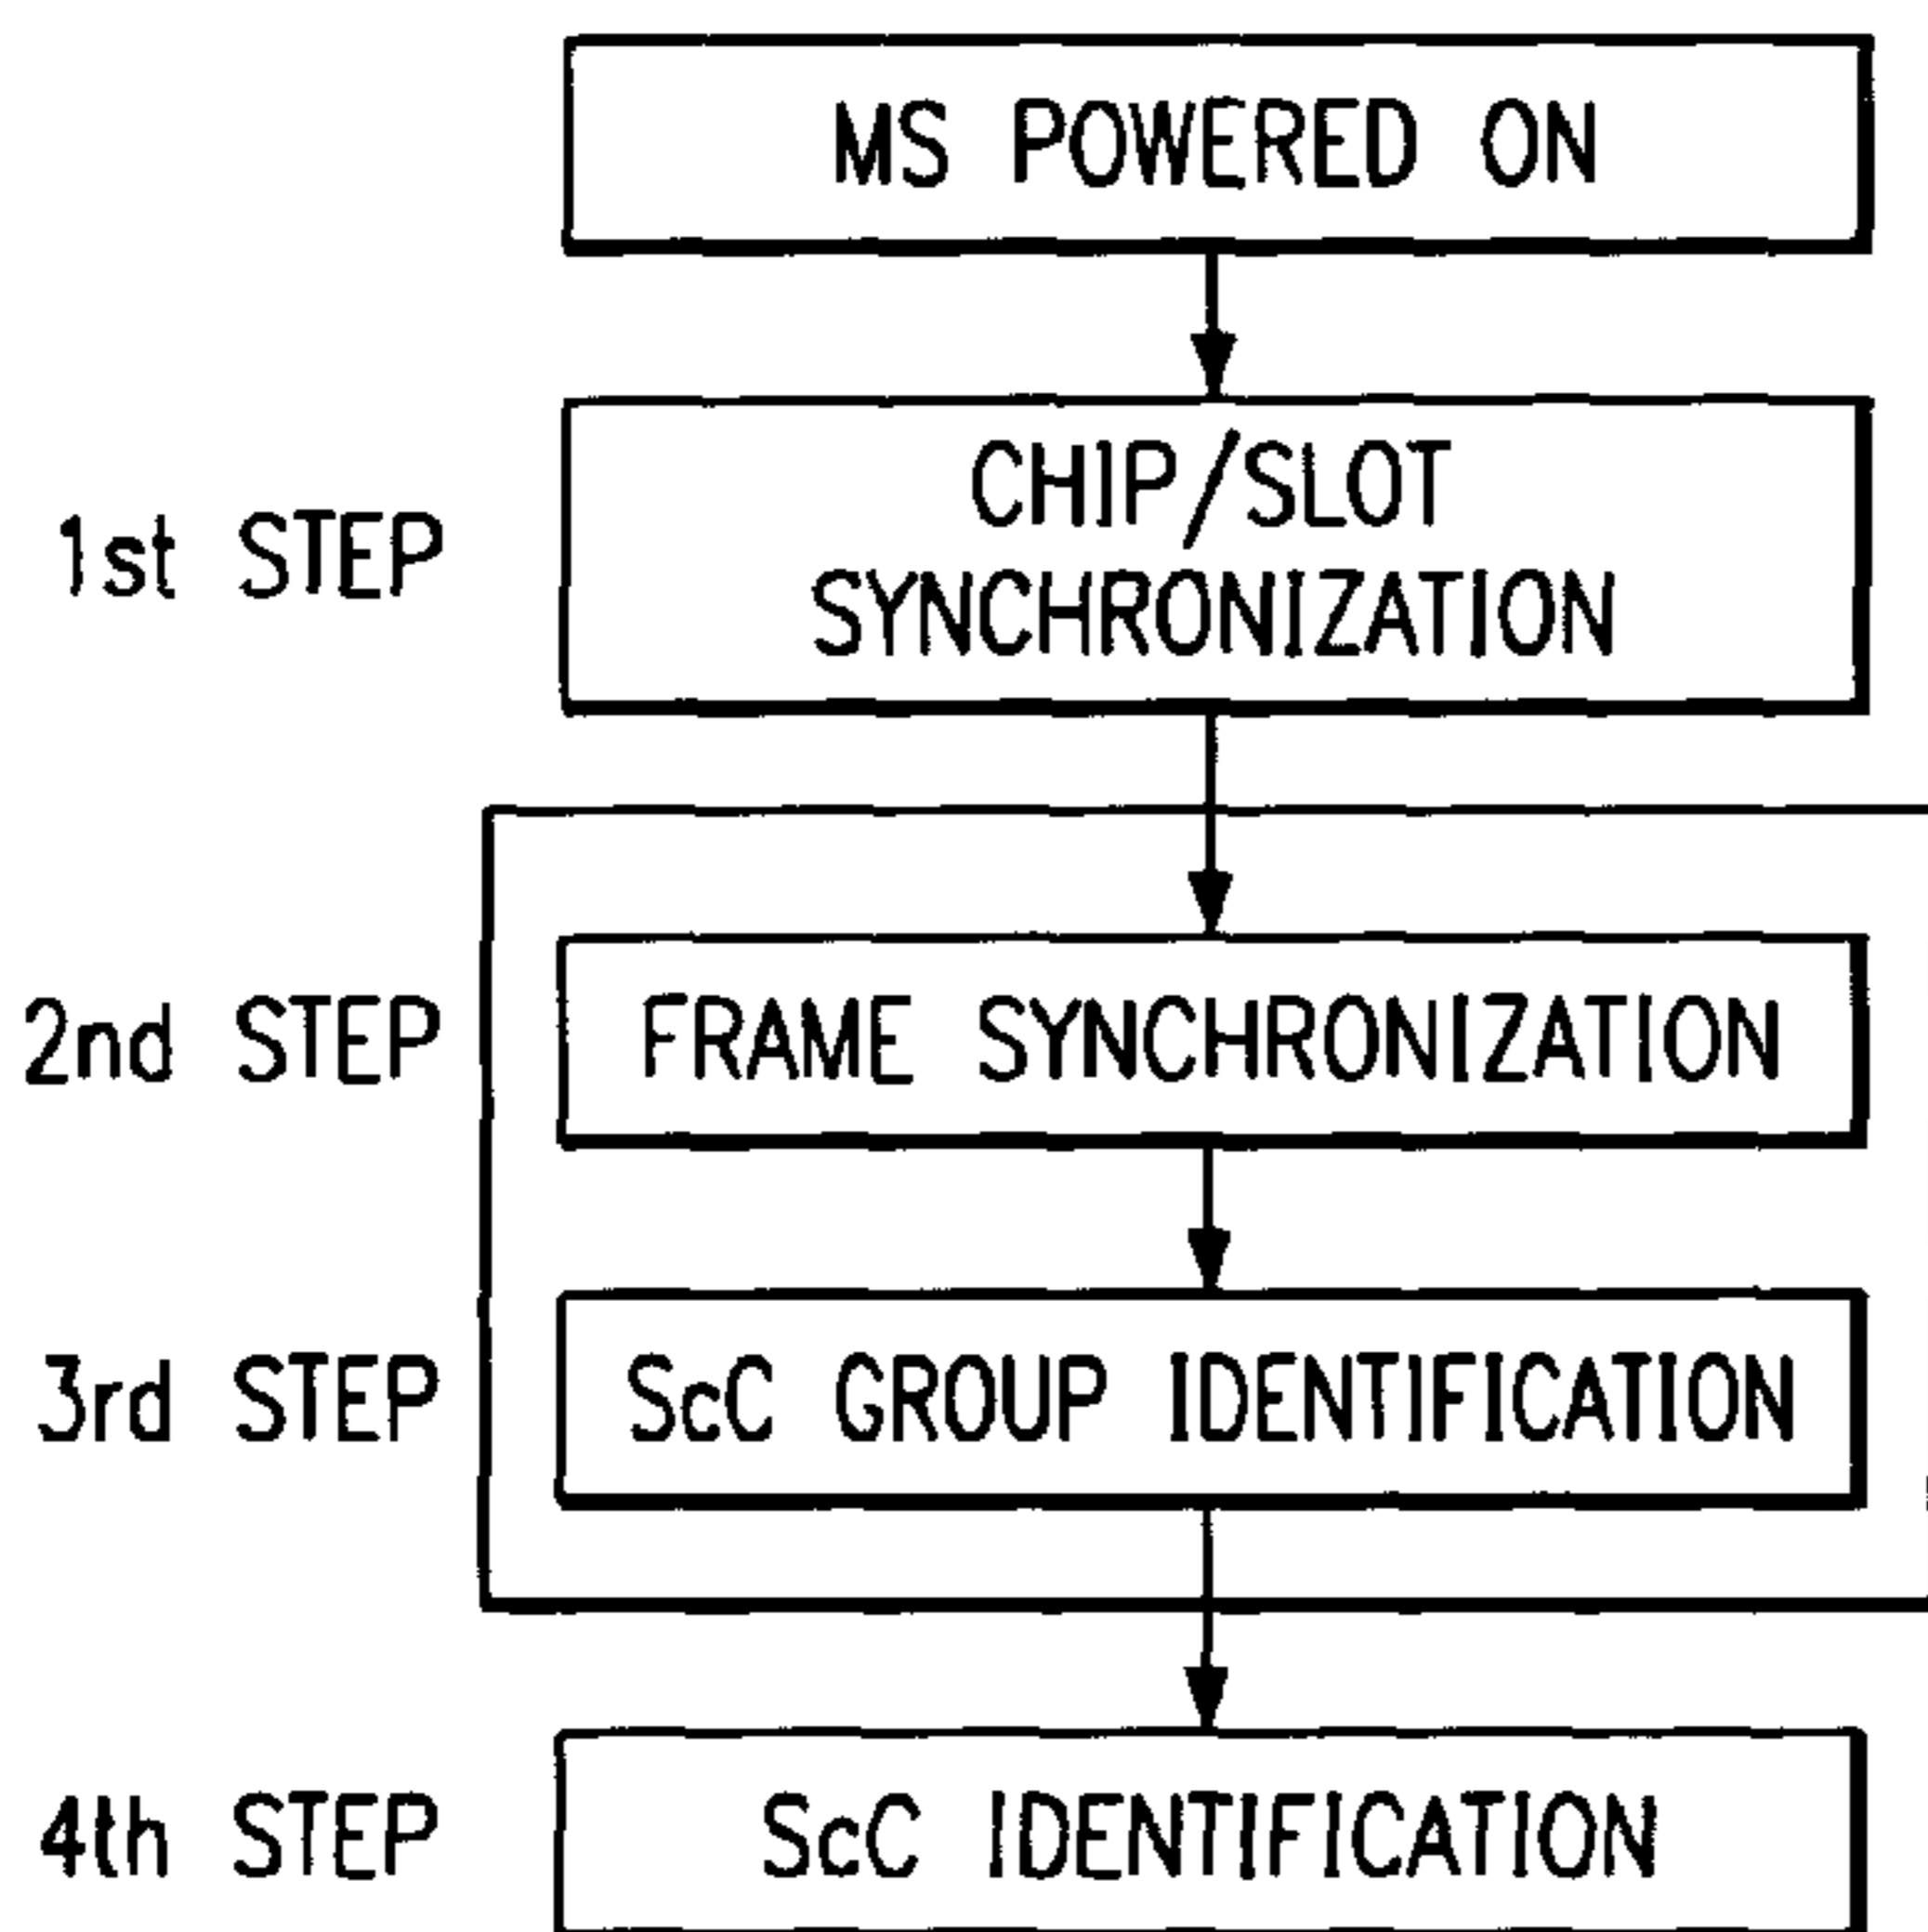 MS POWERED ON
CHIP/SLOT
1st STEP
SYNCHRONIZATION
2nd STEP
FRAME SYNCHRONIZATION
3rd STEP
ScC GROUP IDENTIFICATION
4th STEP
ScC IDENTIFICATION